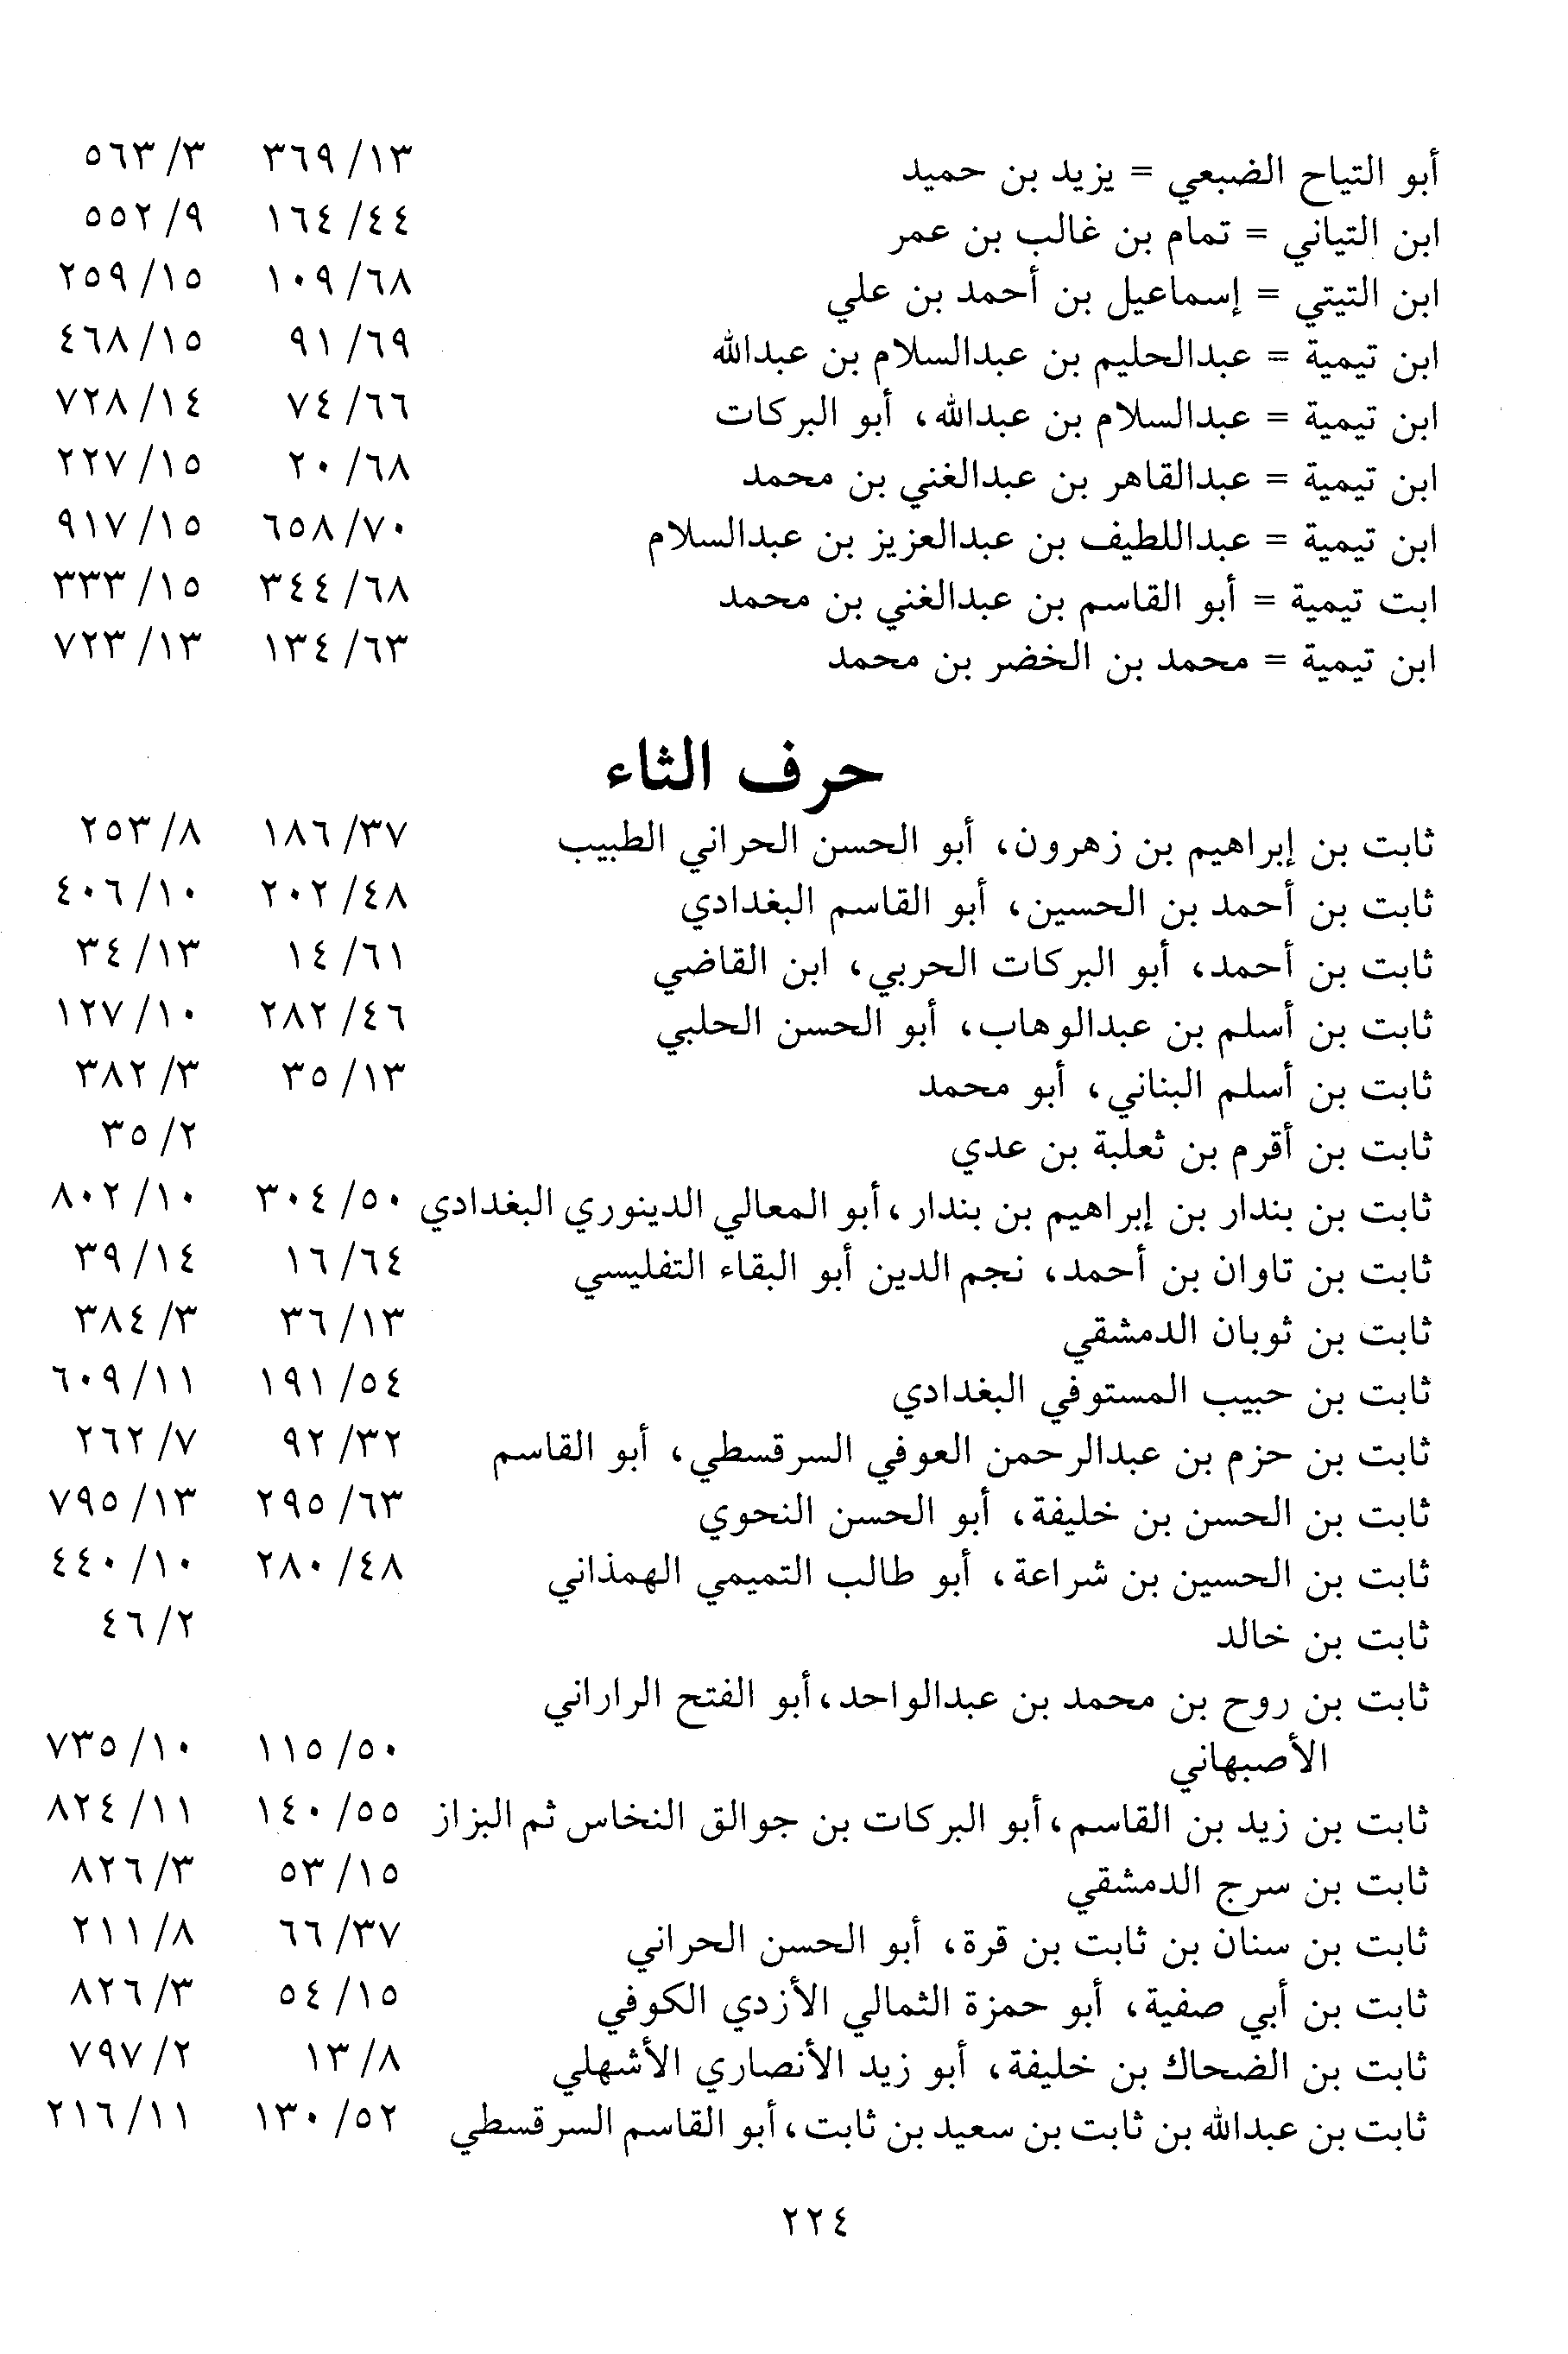 أبو التياح الضبعي = يزيد بن حميد ١٣/ ٣٦٩ ٣/ ٥٦٣
ابن التياني = تمام بن غالب بن عمر ٤٤/ ١٦٤ ٩/ ٥٥٢
ابن التيتي = إسماعيل بن أحمد بن علي ٦٨/ ١٠٩ ١٥/ ٢٥٩
ابن تيمية = عبدالحليم بن عبدالسلام بن عبدالله ٦٩/ ٩١ ١٥/ ٤٦٨
ابن تيمية = عبدالسلام بن عبدالله، أبو البركات ٦٦/ ٧٤ ١٤/ ٧٢٨
ابن تيمية = عبدالقاهر بن عبدالغني بن محمد ٦٨/ ٢٠ ١٥/ ٢٢٧
ابن تيمية = عبداللطيف بن عبدالعزيز بن عبدالسلام ٧٠/ ٦٥٨ ١٥/ ٩١٧
ابت تيمية = أبو القاسم بن عبدالغني بن محمد ٦٨/ ٣٤٤ ١٥/ ٣٣٣
ابن تيمية = محمد بن الخضر بن محمد ٦٣/ ١٣٤ ١٣/ ٧٢٣
حرف الثاء
ثابت بن إبراهيم بن زهرون، أبو الحسن الحراني الطبيب ٣٧/ ١٨٦ ٨/ ٢٥٣
ثابت بن أحمد بن الحسين، أبو القاسم البغدادي ٤٨/ ٢٠٢ ١٠/ ٤٠٦
ثابت بن أحمد، أبو البركات الحربي، ابن القاضي ٦١/ ١٤ ١٣/ ٣٤
ثابت بن أسلم بن عبدالوهاب، أبو الحسن الحلبي ٤٦/ ٢٨٢ ١٠/ ١٢٧
ثابت بن أسلم البناني، أبو محمد ١٣/ ٣٥ ٣/ ٣٨٢
ثابت بن أقرم بن ثعلبة بن عدي ٢/ ٣٥
ثابت بن بندار بن إبراهيم بن بندار، أبو المعالي الدينوري البغدادي ٥٠/ ٣٠٤ ١٠/ ٨٠٢
ثابت بن تاوان بن أحمد، نجم الدين أبو البقاء التفليسي ٦٤/ ١٦ ١٤/ ٣٩
ثابت بن ثوبان الدمشقي ١٣/ ٣٦ ٣/ ٣٨٤
ثابت بن حبيب المستوفي البغدادي ٥٤/ ١٩١ ١١/ ٦٠٩
ثابت بن حزم بن عبدالرحمن العوفي السرقسطي، أبو القاسم ٣٢/ ٩٢ ٧/ ٢٦٢
ثابت بن الحسن بن خليفة، أبو الحسن النحوي ٦٣/ ٢٩٥ ١٣/ ٧٩٥
ثابت بن الحسين بن شراعة، أبو طالب التميمي الهمذاني ٤٨/ ٢٨٠ ١٠/ ٤٤٠
ثابت بن خالد ٢/ ٤٦
ثابت بن روح بن محمد بن عبدالواحد، أبو الفتح الراراني
الأصبهاني ٥٠/ ١١٥ ١٠/ ٧٣٥
ثابت بن زيد بن القاسم، أبو البركات بن جوالق النخاس ثم البزاز ٥٥/ ١٤٠ ١١/ ٨٢٤
ثابت بن سرج الدمشقي ١٥/ ٥٣ ٣/ ٨٢٦
ثابت بن سنان بن ثابت بن قرة، أبو الحسن الحراني ٣٧/ ٦٦ ٨/ ٢١١
ثابت بن أبي صفية، أبو حمزة الثمالي الأزدي الكوفي ١٥/ ٥٤ ٣/ ٨٢٦
ثابت بن الضحاك بن خليفة، أبو زيد الأنصاري الأشهلي ٨/ ١٣ ٢/ ٧٩٧
ثابت بن عبدالله بن ثابت بن سعيد بن ثابت، أبو القاسم السرقسطي ٥٢/ ١٣٠ ١١/ ٢١٦
٢٢٤